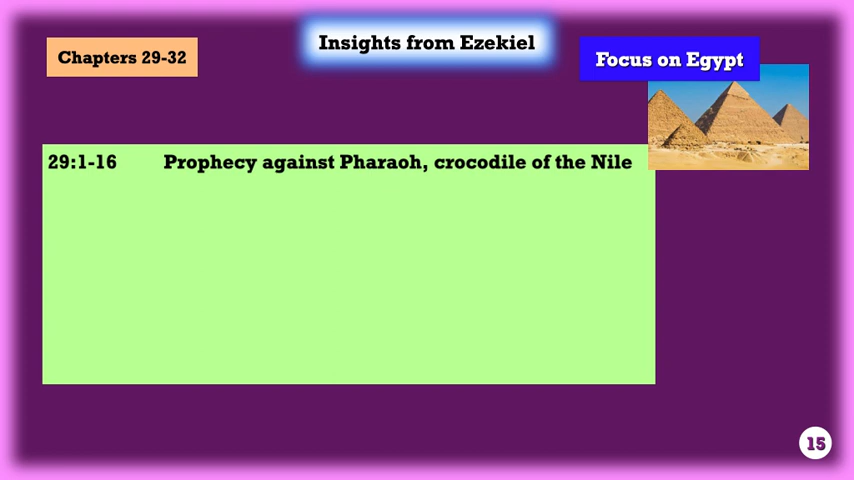 Insights from Ezekiel
Chapters 29-32
Focus on Egypt
29:1-16 Prophecy against Pharaoh, crocodile of the Nile
15